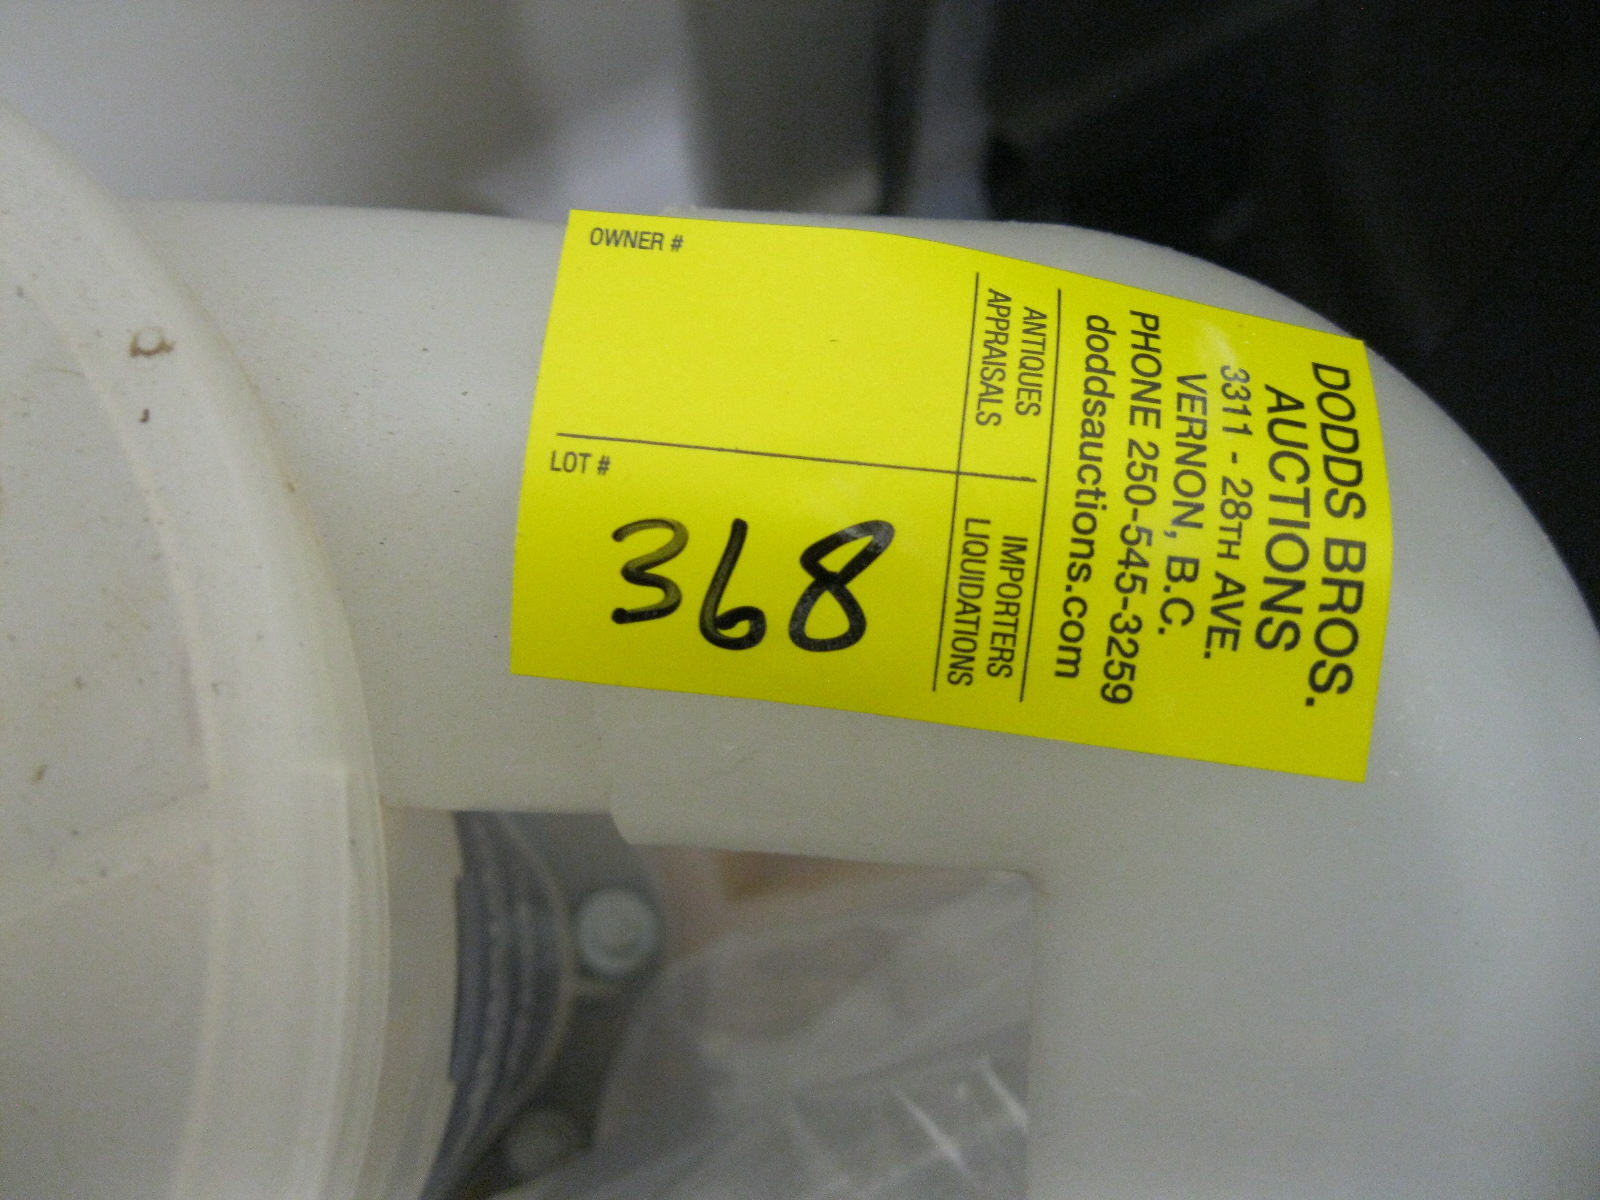 DODDS BROS.
AUCTIONS
3311 - 28TH AVE.
VERNON, B.C.
PHONE 250-545-3259
doddsauctions.com
ANTIQUES
APPRAISALS
IMPORTERS
LIQUIDATIONS
OWNER #
LOT #
368